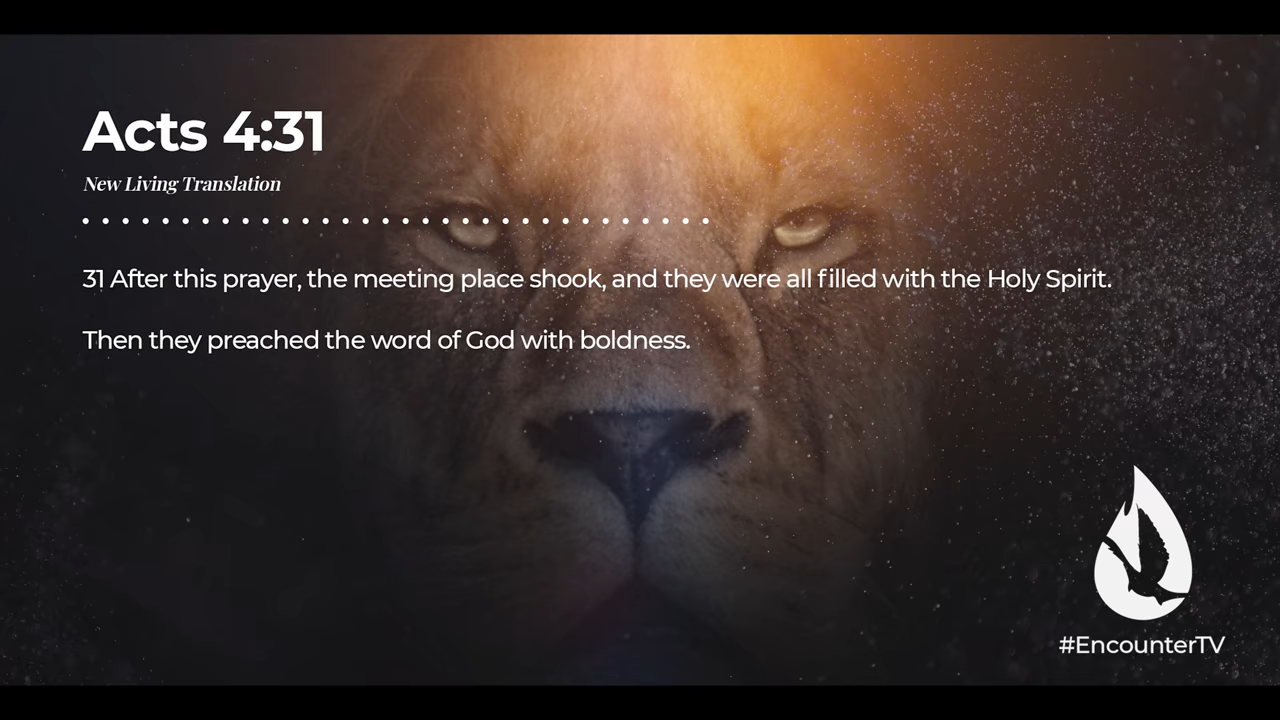 Acts 4:31
New Living Translation
31 After this prayer, the meeting place shook, and they were all filled with the Holy Spirit.
Then they preached the word of God with boldness.
#EncounterTV